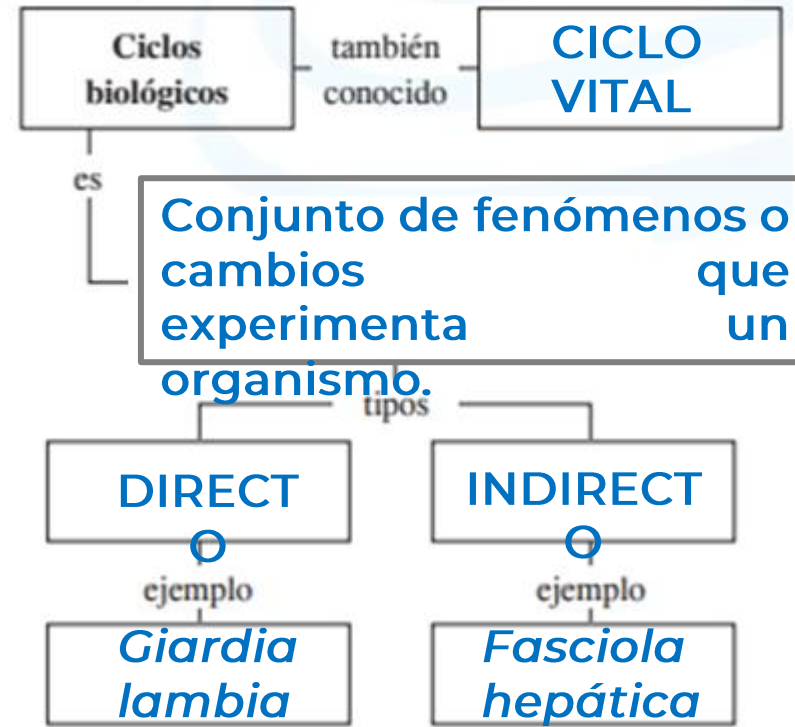 Ciclos
biológicos
también
conocido
CICLO
VITAL
es
Conjunto de fenómenos o
cambios que
experimenta un
organismo.
tipos
DIRECT
O
INDIRECT
O
ejemplo
ejemplo
Giardia
lambia
Fasciola
hepática